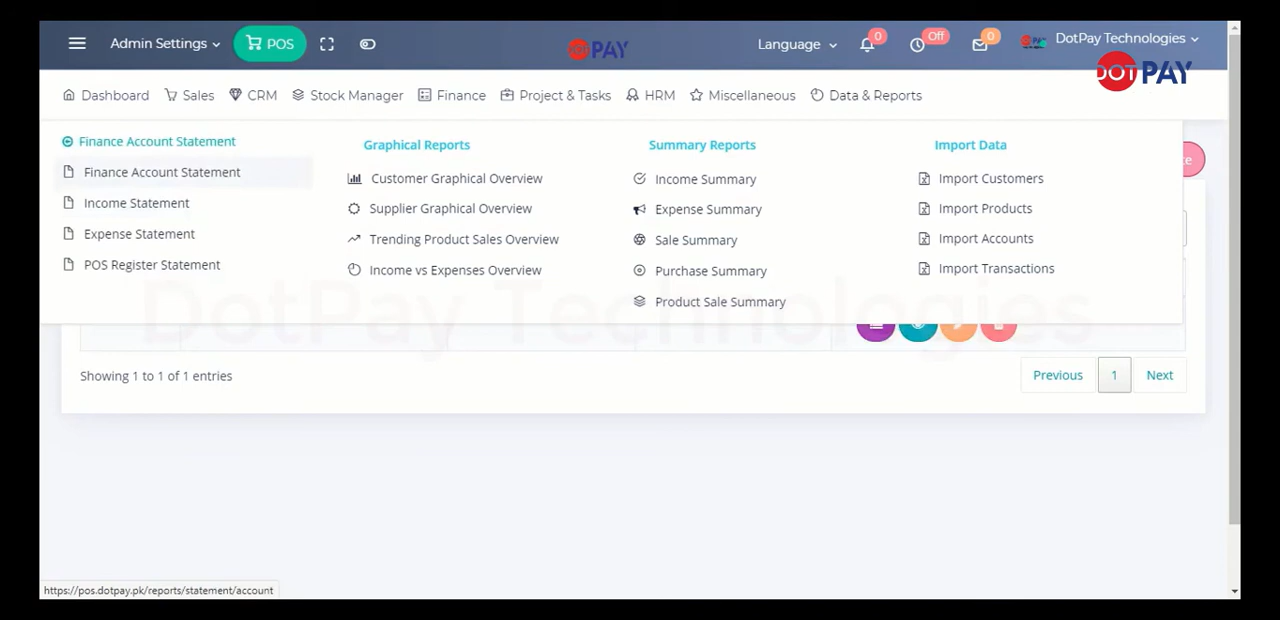 Admin Settings
POS
DOT PAY
Language
0
Off
0
DotPay Technologies
DOT PAY
Dashboard Sales CRM Stock Manager Finance Project & Tasks HRM Miscellaneous Data & Reports
Finance Account Statement
Finance Account Statement
Income Statement
Expense Statement
POS Register Statement
Graphical Reports
Customer Graphical Overview
Supplier Graphical Overview
Trending Product Sales Overview
Income vs Expenses Overview
Summary Reports
Income Summary
Expense Summary
Sale Summary
Purchase Summary
Product Sale Summary
Import Data
Import Customers
Import Products
Import Accounts
Import Transactions
DotPay Technologies
Showing 1 to 1 of 1 entries
Previous 1 Next
https://pos.dotpay.pk/reports/statement/account